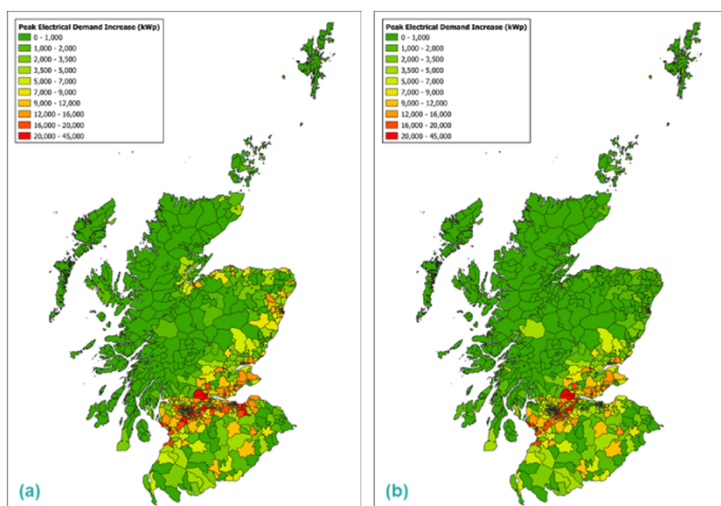 Peak Electrical Demand Increase (kWp)
0 - 1,000
1,000 - 2,000
2,000 - 3,500
3,500 - 5,000
5,000 - 7,000
7,000 - 9,000
9,000 - 12,000
12,000 - 16,000
16,000 - 20,000
20,000 - 45,000
(a)
Peak Electrical Demand Increase (kWp)
0 - 1,000
1,000 - 2,000
2,000 - 3,500
3,500 - 5,000
5,000 - 7,000
7,000 - 9,000
9,000 - 12,000
12,000 - 16,000
16,000 - 20,000
20,000 - 45,000
(b)